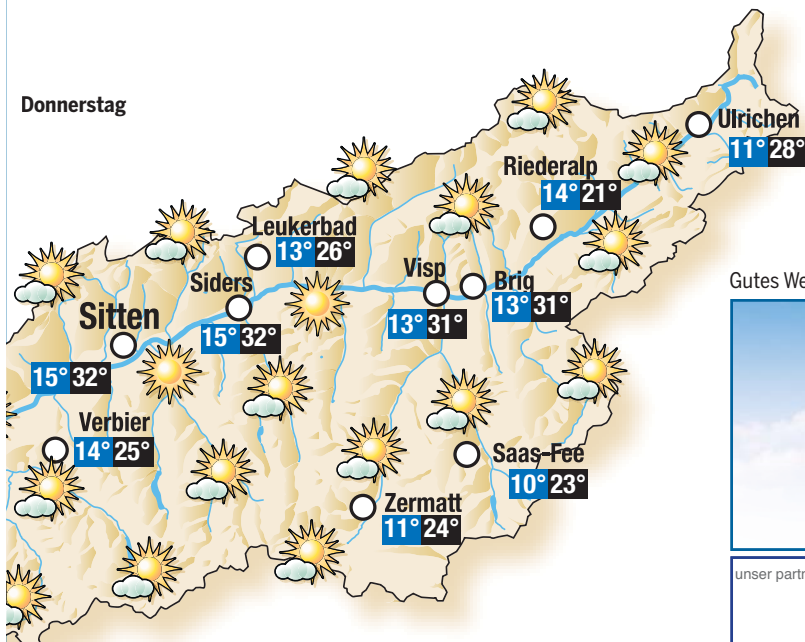 Donnerstag
Ulrichen
11° 28°
Riederalp
14° 21°
Leukerbad
13° 26°
Siders
15° 32°
Visp
13° 31°
Brig
13° 31°
Sitten
15° 32°
Verbier
14° 25°
Saas-Fee
10° 23°
Zermatt
11° 24°
Gutes We
unser partn